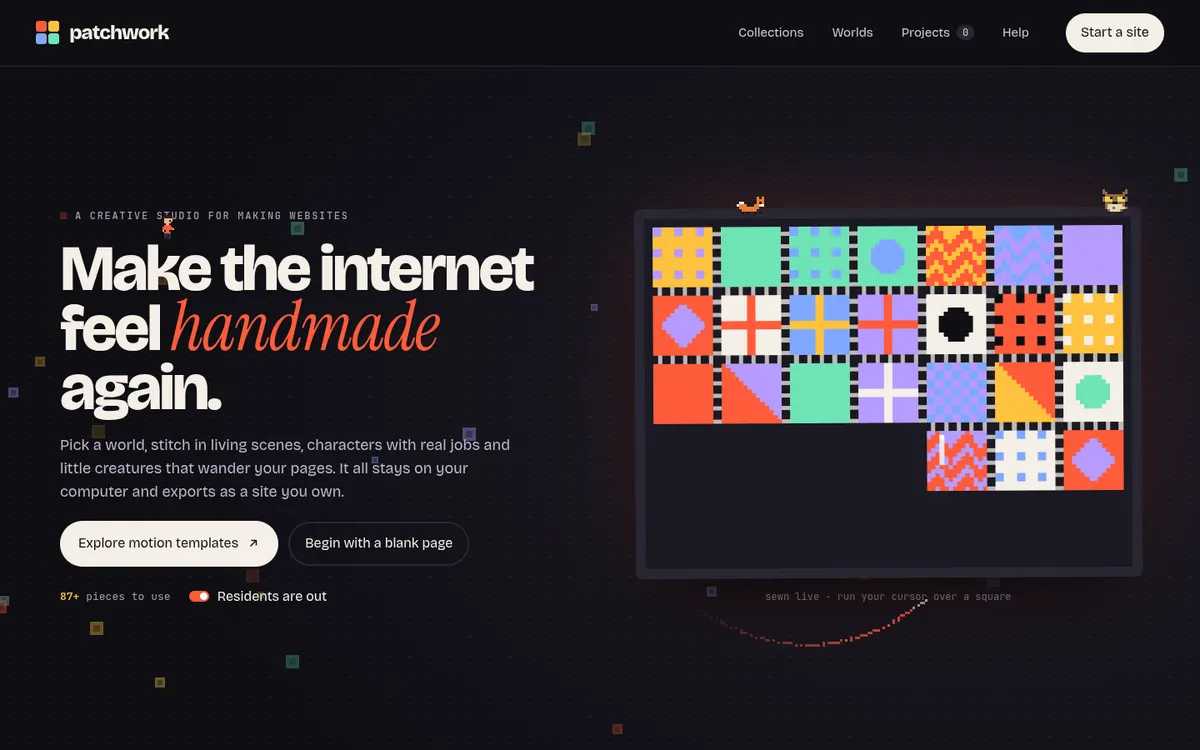 patchwork
Collections Worlds Projects 0 Help Start a site
A CREATIVE STUDIO FOR MAKING WEBSITES
Make the internet
feel handmade
again.
Pick a world, stitch in living scenes, characters with real jobs and
little creatures that wander your pages. It all stays on your
computer and exports as a site you own.
Explore motion templates ↗ Begin with a blank page
87+ pieces to use Residents are out
sewn live · run your cursor over a square